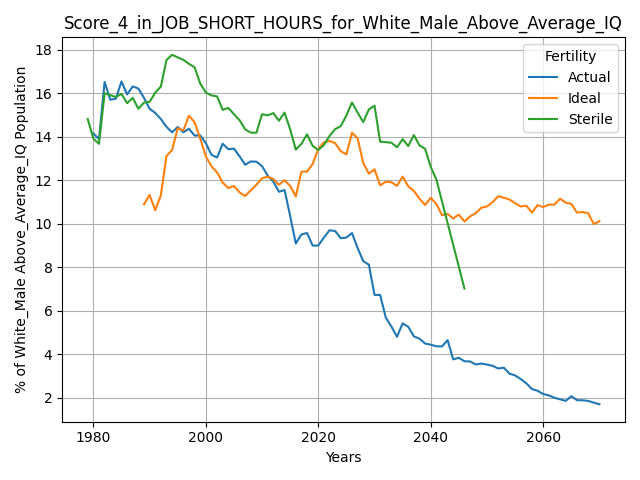 Score_4_in_JOB_SHORT_HOURS_for_White_Male_Above_Average_IQ
% of White_Male Above_Average_IQ Population
18
16
14
12
10
8
6
4
2
Fertility
Actual
Ideal
Sterile
1980
2000
2020
2040
2060
Years